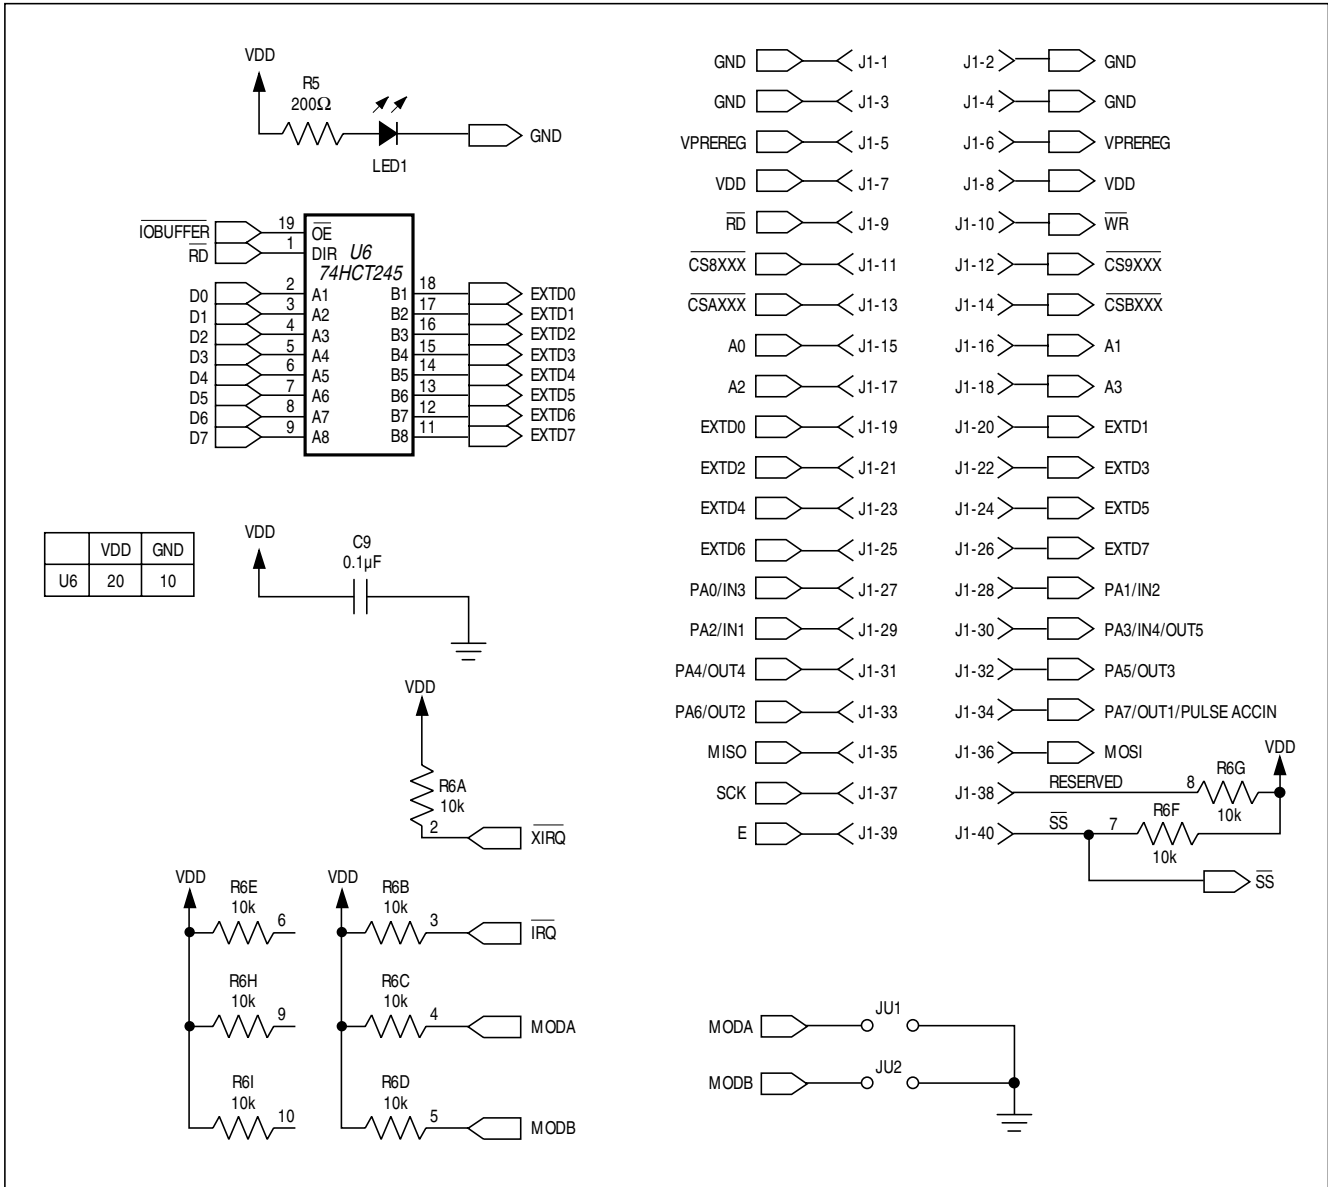 VDD
R5
200Ω
LED1
GND
IOBUFFER 19 OE
RD 1 DIR U6
74HCT245
D0 2 A1 B1 18 EXTD0
D1 3 A2 B2 17 EXTD1
D2 4 A3 B3 16 EXTD2
D3 5 A4 B4 15 EXTD3
D4 6 A5 B5 14 EXTD4
D5 7 A6 B6 13 EXTD5
D6 8 A7 B7 12 EXTD6
D7 9 A8 B8 11 EXTD7
VDD GND
U6 20 10
VDD
C9
0.1µF
VDD
R6A
10k
2
XIRQ
VDD
R6E
10k
6
R6H
10k
9
R6I
10k
10
VDD
R6B
10k
3
IRQ
R6C
10k
4
MODA
R6D
10k
5
MODB
GND J1-1 J1-2 GND
GND J1-3 J1-4 GND
VPREREG J1-5 J1-6 VPREREG
VDD J1-7 J1-8 VDD
RD J1-9 J1-10 WR
CS8XXX J1-11 J1-12 CS9XXX
CSAXXX J1-13 J1-14 CSBXXX
A0 J1-15 J1-16 A1
A2 J1-17 J1-18 A3
EXTD0 J1-19 J1-20 EXTD1
EXTD2 J1-21 J1-22 EXTD3
EXTD4 J1-23 J1-24 EXTD5
EXTD6 J1-25 J1-26 EXTD7
PA0/IN3 J1-27 J1-28 PA1/IN2
PA2/IN1 J1-29 J1-30 PA3/IN4/OUT5
PA4/OUT4 J1-31 J1-32 PA5/OUT3
PA6/OUT2 J1-33 J1-34 PA7/OUT1/PULSE ACCIN
MISO J1-35 J1-36 MOSI
VDD
SCK J1-37 J1-38 RESERVED 8 R6G
10k
E J1-39 J1-40 SS 7 R6F
10k
SS
MODA JU1
MODB JU2